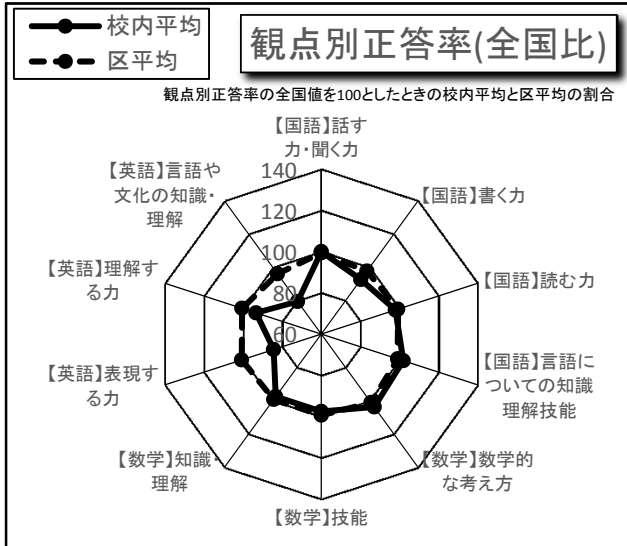 校内平均
区平均
観点別正答率(全国比)
観点別正答率の全国値を100としたときの校内平均と区平均の割合
【国語】話す
力・聞く力
【国語】書く力
【国語】読む力
【国語】言語に
ついての知識
理解技能
【数学】数学的
な考え方
【数学】技能
【数学】知識・
理解
【英語】表現す
る力
【英語】理解す
る力
【英語】言語や
文化の知識・
理解
140
120
100
80
60